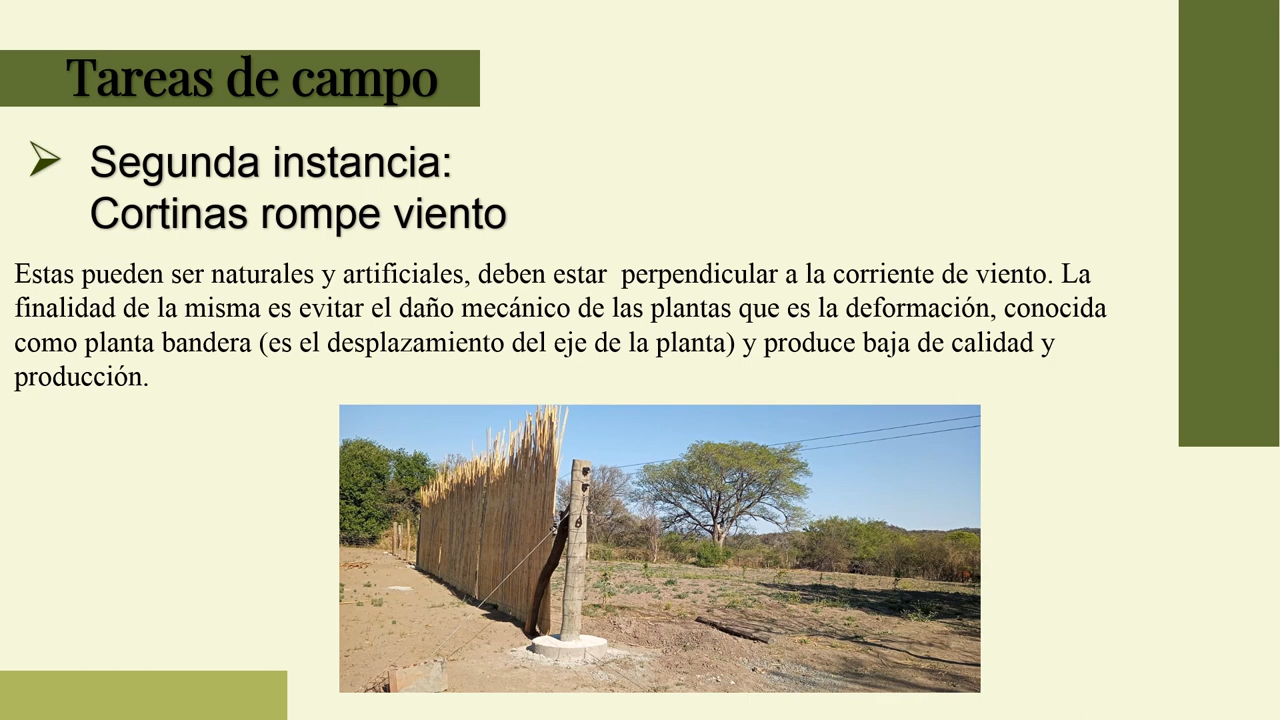 Tareas de campo
Segunda instancia:
Cortinas rompe viento
Estas pueden ser naturales y artificiales, deben estar  perpendicular a la corriente de viento. La
finalidad de la misma es evitar el daño mecánico de las plantas que es la deformación, conocida
como planta bandera (es el desplazamiento del eje de la planta) y produce baja de calidad y
producción.